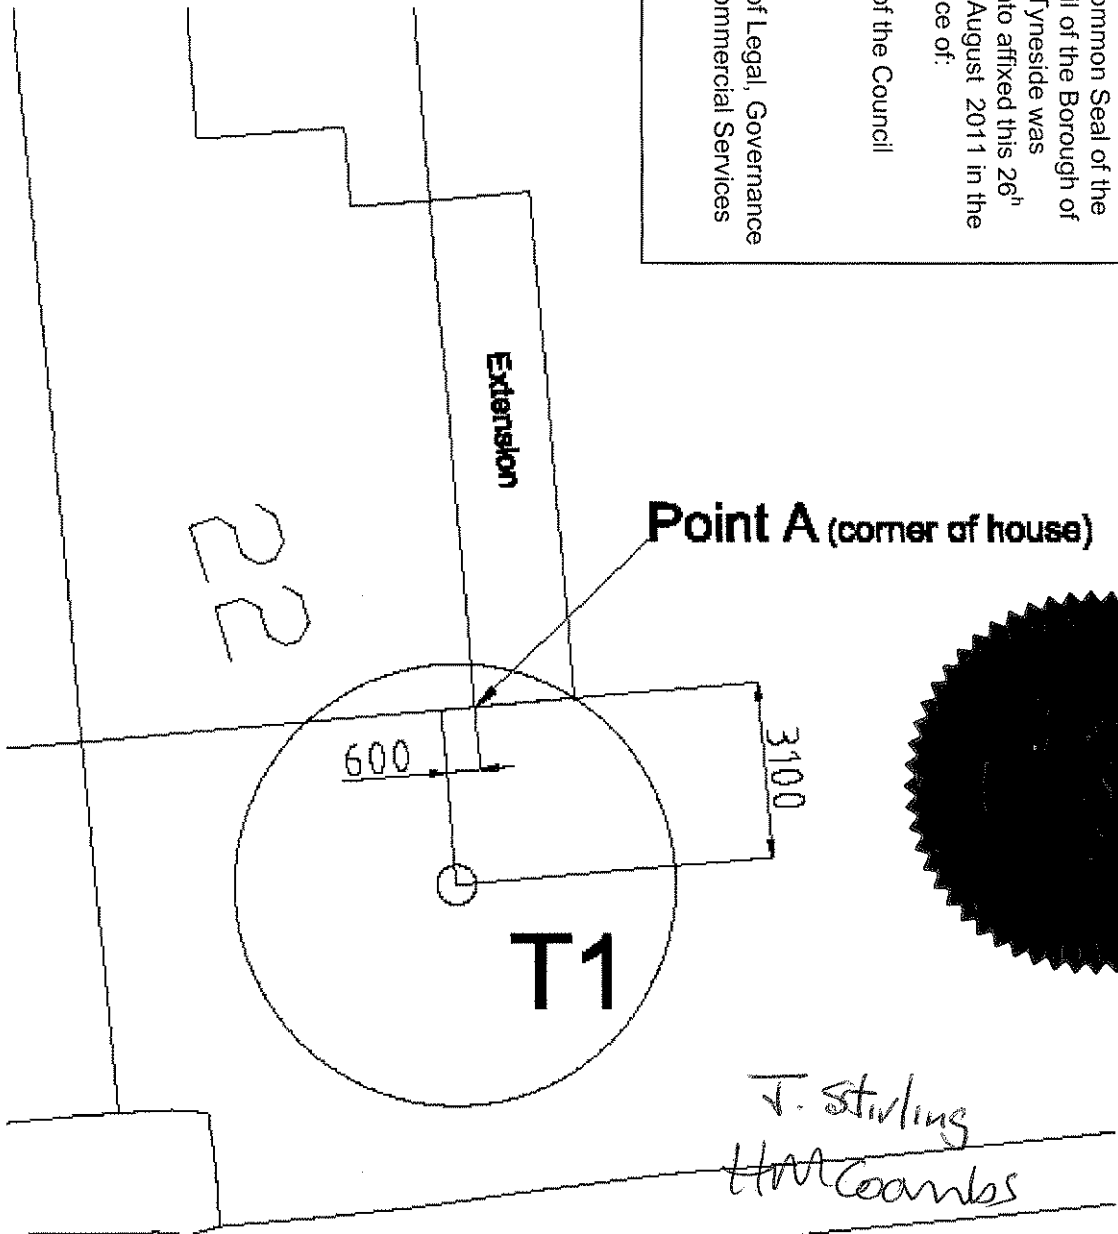 ommon Seal of the
il of the Borough of
Tyneside was
nto affixed this 26h
August 2011 in the
ce of:
of the Council
of Legal, Governance
ommercial Services
Extension
Point A (corner of house)
22
600
3100
T1
J. Stirling
HM Coombs